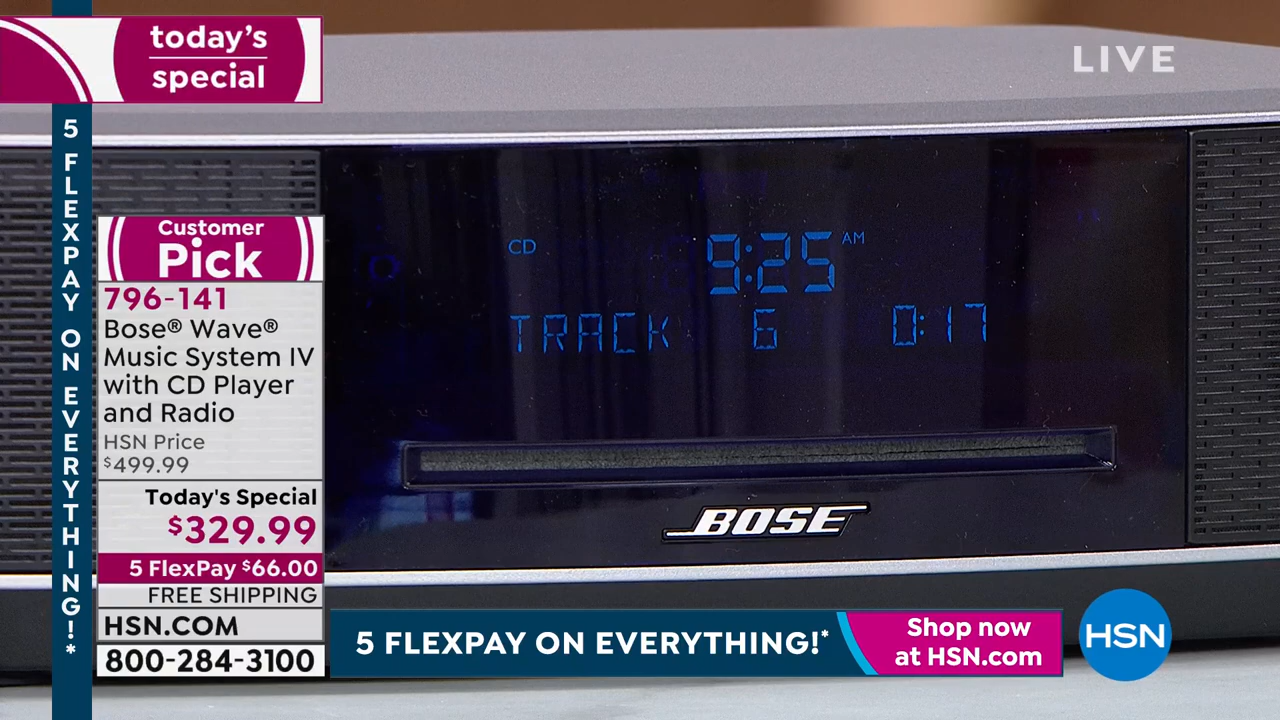 today's
special
LIVE
5 FLEXPAY ON EVERYTHING!*
Customer
Pick
796-141
Bose® Wave®
Music System IV
with CD Player
and Radio
HSN Price
$499.99
Today's Special
$329.99
5 FlexPay $66.00
FREE SHIPPING
HSN.COM
800-284-3100
CD 9:25 AM
TRACK 6 0:17
BOSE
5 FLEXPAY ON EVERYTHING!*
Shop now
at HSN.com
HSN